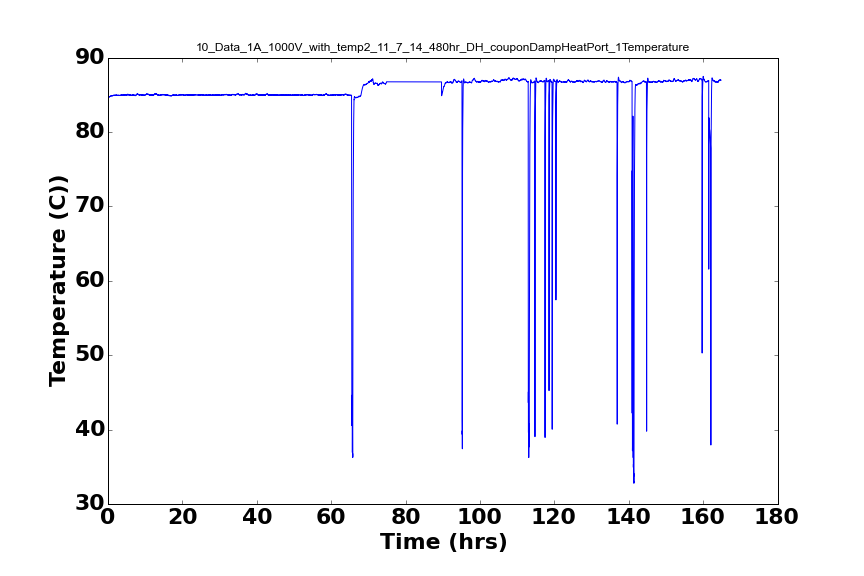 10_Data_1A_1000V_with_temp2_11_7_14_480hr_DH_couponDampHeatPort_1Temperature
90
80
70
60
50
40
30
Temperature (C))
0 20 40 60 80 100 120 140 160 180
Time (hrs)